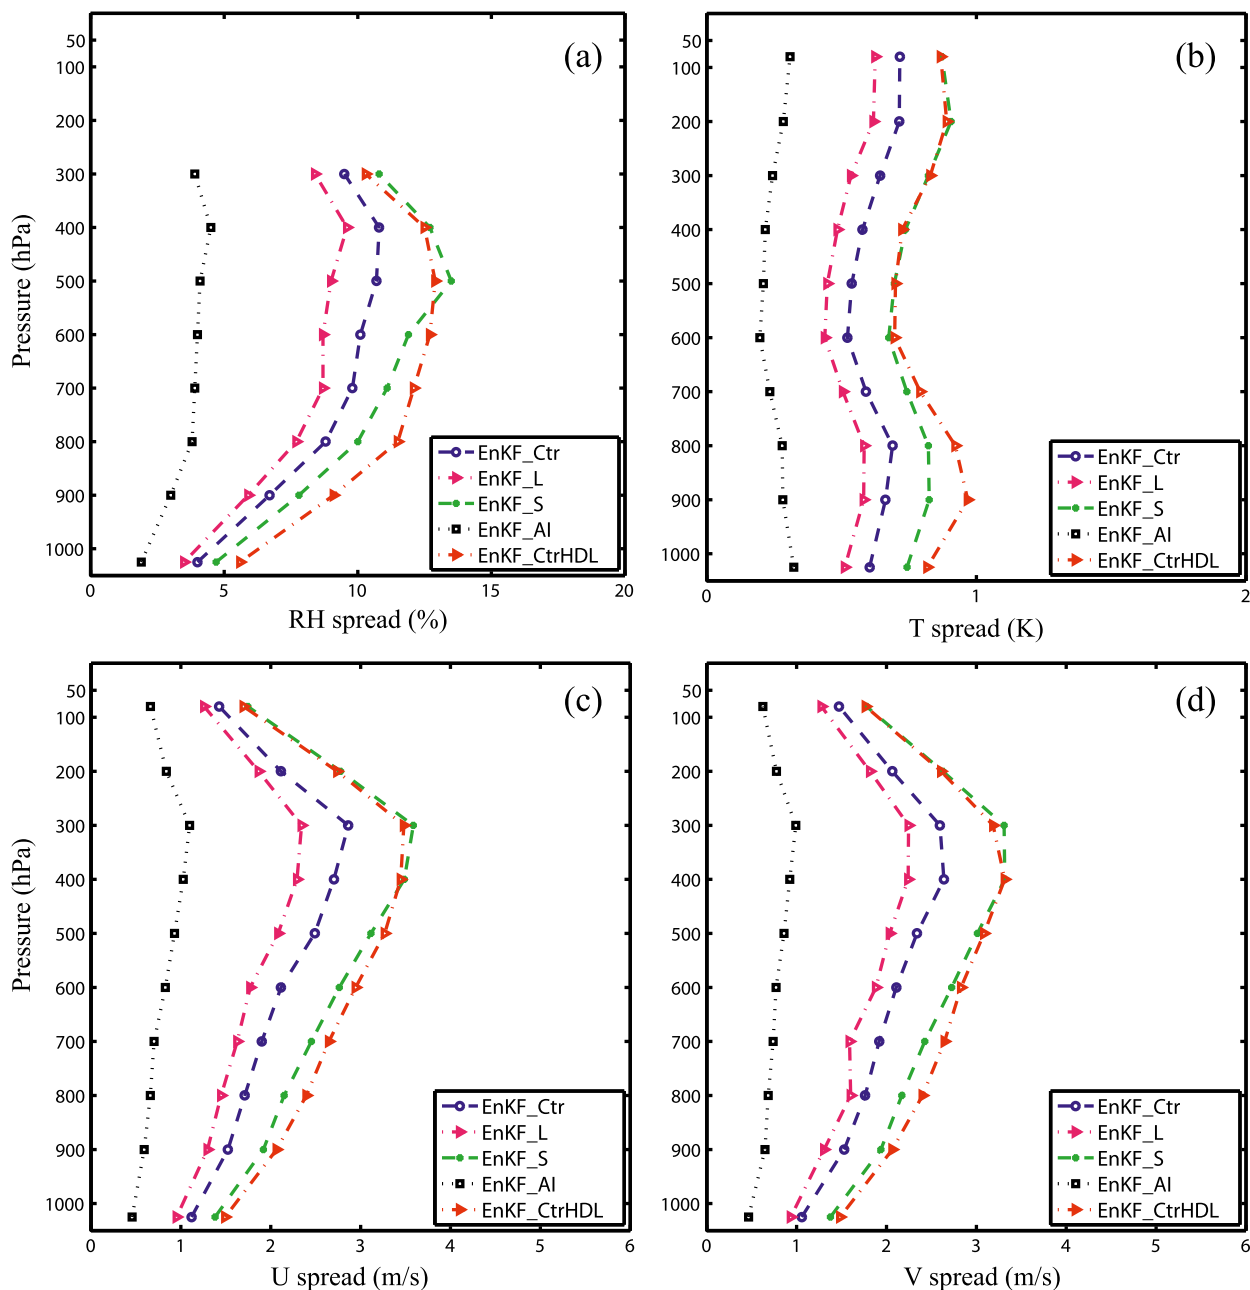 (a)
50
100
200
300
400
500
600
700
800
900
1000
Pressure (hPa)
EnKF_Ctr
EnKF_L
EnKF_S
EnKF_AI
EnKF_CtrHDL
0 5 10 15 20
RH spread (%)
(b)
50
100
200
300
400
500
600
700
800
900
1000
EnKF_Ctr
EnKF_L
EnKF_S
EnKF_AI
EnKF_CtrHDL
0 1 2
T spread (K)
(c)
50
100
200
300
400
500
600
700
800
900
1000
Pressure (hPa)
EnKF_Ctr
EnKF_L
EnKF_S
EnKF_AI
EnKF_CtrHDL
0 1 2 3 4 5 6
U spread (m/s)
(d)
50
100
200
300
400
500
600
700
800
900
1000
EnKF_Ctr
EnKF_L
EnKF_S
EnKF_AI
EnKF_CtrHDL
0 1 2 3 4 5 6
V spread (m/s)